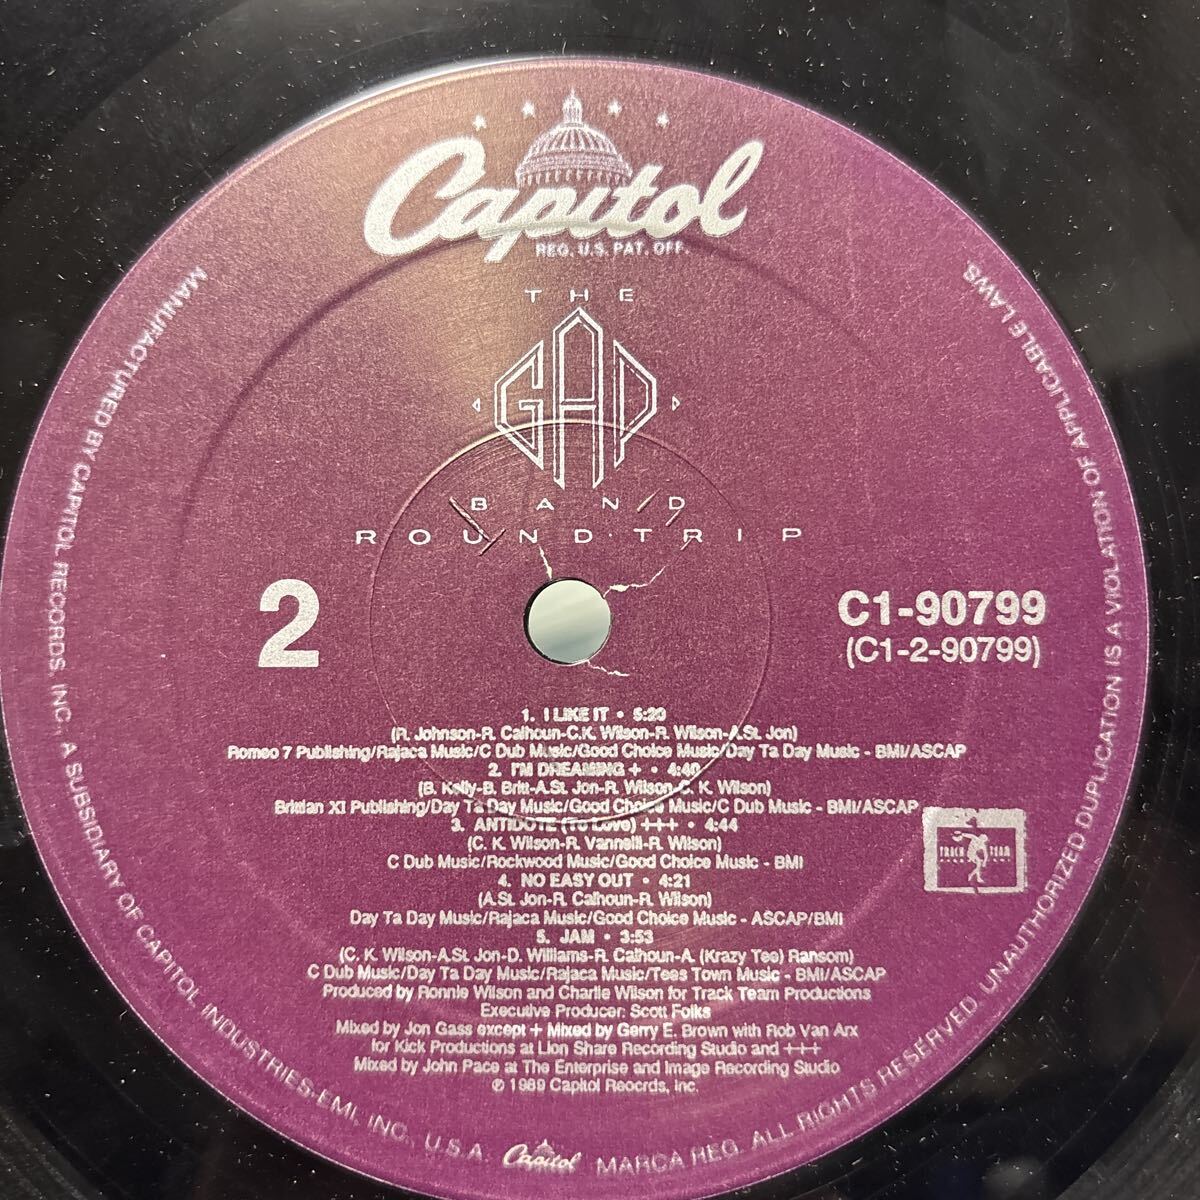 Capitol
REG. U.S. PAT. OFF.
THE
GAP
BAND
ROUND·TRIP
2
C1-90799
(C1-2-90799)
1. I LIKE IT • 5:20
(R. Johnson-R. Calhoun-C.K. Wilson-R. Wilson-A.St. Jon)
Romeo 7 Publishing/Rajaca Music/C Dub Music/Good Choice Music/Day Ta Day Music - BMI/ASCAP
2. I'M DREAMING + • 4:40
(B. Kelly-B. Britt-A.St. Jon-R. Wilson-C. K. Wilson)
Brittian XI Publishing/Day Ta Day Music/Good Choice Music/C Dub Music - BMI/ASCAP
3. ANTIDOTE (To Love) +++ • 4:44
(C. K. Wilson-R. Vannelli-R. Wilson)
C Dub Music/Rockwood Music/Good Choice Music - BMI
4. NO EASY OUT • 4:21
(A.St. Jon-R. Calhoun-R. Wilson)
Day Ta Day Music/Rajaca Music/Good Choice Music - ASCAP/BMI
5. JAM • 3:53
(C. K. Wilson-A.St. Jon-D. Williams-R. Calhoun-A. (Krazy Tee) Ransom)
C Dub Music/Day Ta Day Music/Rajaca Music/Tees Town Music - BMI/ASCAP
Produced by Ronnie Wilson and Charlie Wilson for Track Team Productions
Executive Producer: Scott Folks
Mixed by Jon Gass except + Mixed by Gerry E. Brown with Rob Van Arx
for Kick Productions at Lion Share Recording Studio and +++
Mixed by John Pace at The Enterprise and Image Recording Studio
℗ 1989 Capitol Records, Inc.
TRACK TEAM
MANUFACTURED BY CAPITOL RECORDS, INC., A SUBSIDIARY OF CAPITOL INDUSTRIES-EMI, INC., U.S.A. Capitol MARCA REG. ALL RIGHTS RESERVED. UNAUTHORIZED DUPLICATION IS A VIOLATION OF APPLICABLE LAWS.